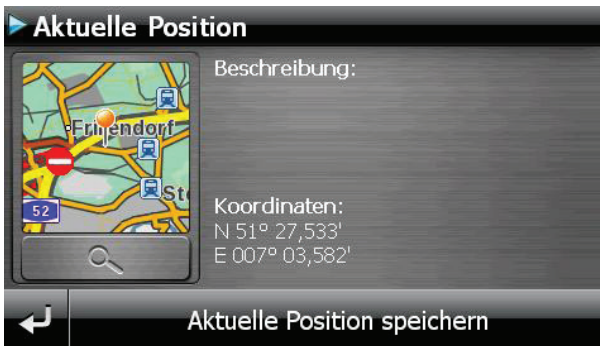 Aktuelle Position
Beschreibung:
52
Koordinaten:
N 51° 27,533'
E 007° 03,582'
Aktuelle Position speichern